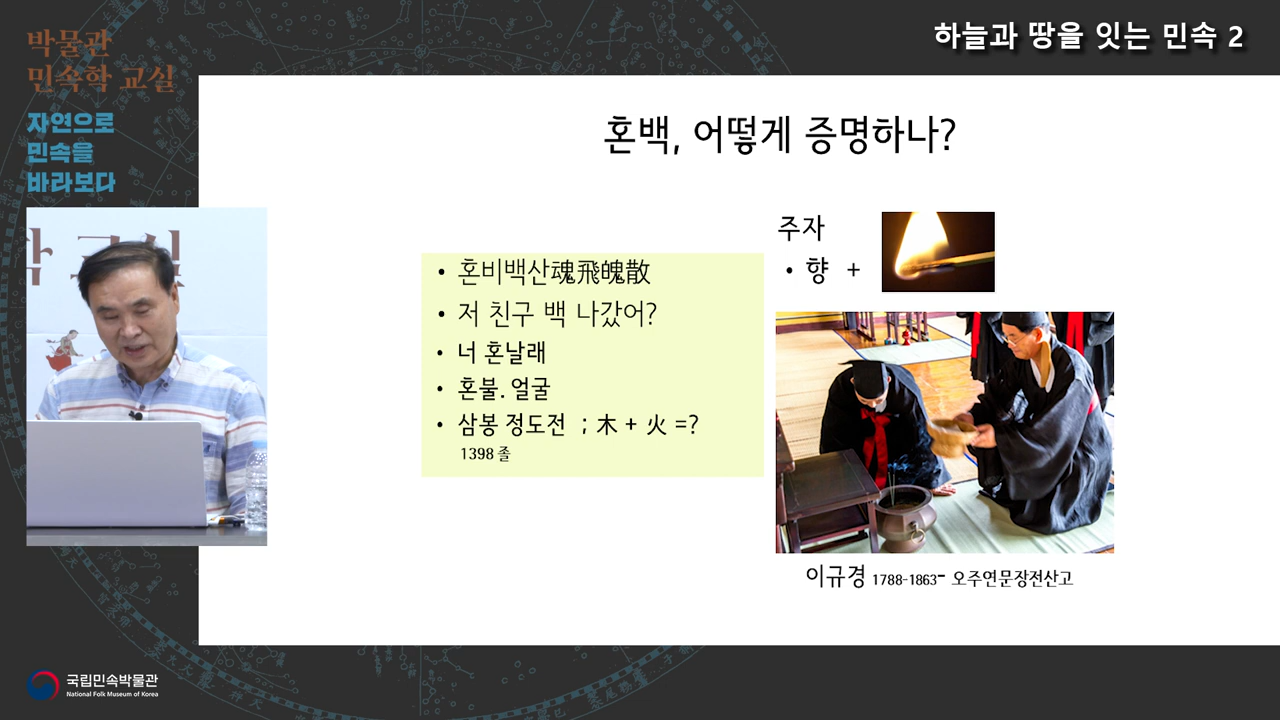 박물관
민속학 교실
자연으로
민속을
바라보다
하늘과 땅을 잇는 민속 2
혼백, 어떻게 증명하나?
• 혼비백산魂飛魄散
• 저 친구 백 나갔어?
• 너 혼날래
• 혼불. 얼굴
• 삼봉 정도전 ; 木 + 火 =?
1398 졸
주자
• 향 +
이규경 1788-1863- 오주연문장전산고
국립민속박물관
National Folk Museum of Korea